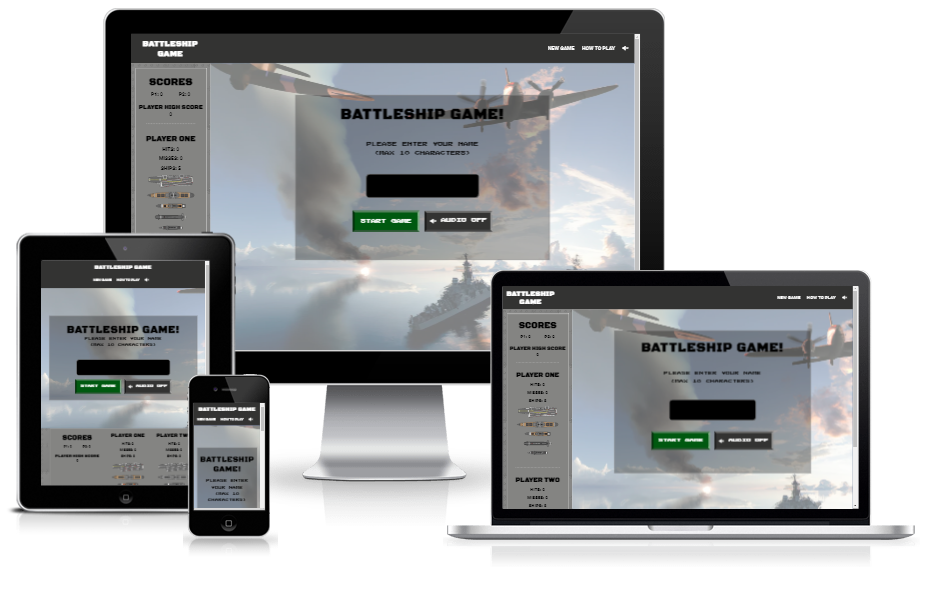 BATTLESHIP
GAME
NEW GAME HOW TO PLAY
SCORES
P1: 0 P2: 0
PLAYER HIGH SCORE
0
PLAYER ONE
HITS: 0
MISSES: 0
SHIPS: 5
BATTLESHIP GAME!
PLEASE ENTER YOUR NAME
(MAX 10 CHARACTERS)
START GAME AUDIO OFF
BATTLESHIP GAME
NEW GAME HOW TO PLAY
BATTLESHIP GAME!
PLEASE ENTER YOUR NAME
(MAX 10 CHARACTERS)
START GAME AUDIO OFF
SCORES
P1: 0 P2: 0
PLAYER HIGH SCORE
0
PLAYER ONE
HITS: 0
MISSES: 0
SHIPS: 5
PLAYER TW
HITS: 0
MISSES: 0
SHIPS: 5
BATTLESHIP GAME
NEW GAME HOW TO PLAY
BATTLESHIP
GAME!
PLEASE ENTER
YOUR NAME
(MAX 10
CHARACTERS)
BATTLESHIP
GAME
NEW GAME HOW TO PLAY
SCORES
P1: 0 P2: 0
PLAYER HIGH SCORE
0
PLAYER ONE
HITS: 0
MISSES: 0
SHIPS: 5
PLAYER TWO
HITS: 0
MISSES: 0
SHIPS: 5
BATTLESHIP GAME!
PLEASE ENTER YOUR NAME
(MAX 10 CHARACTERS)
START GAME AUDIO OFF